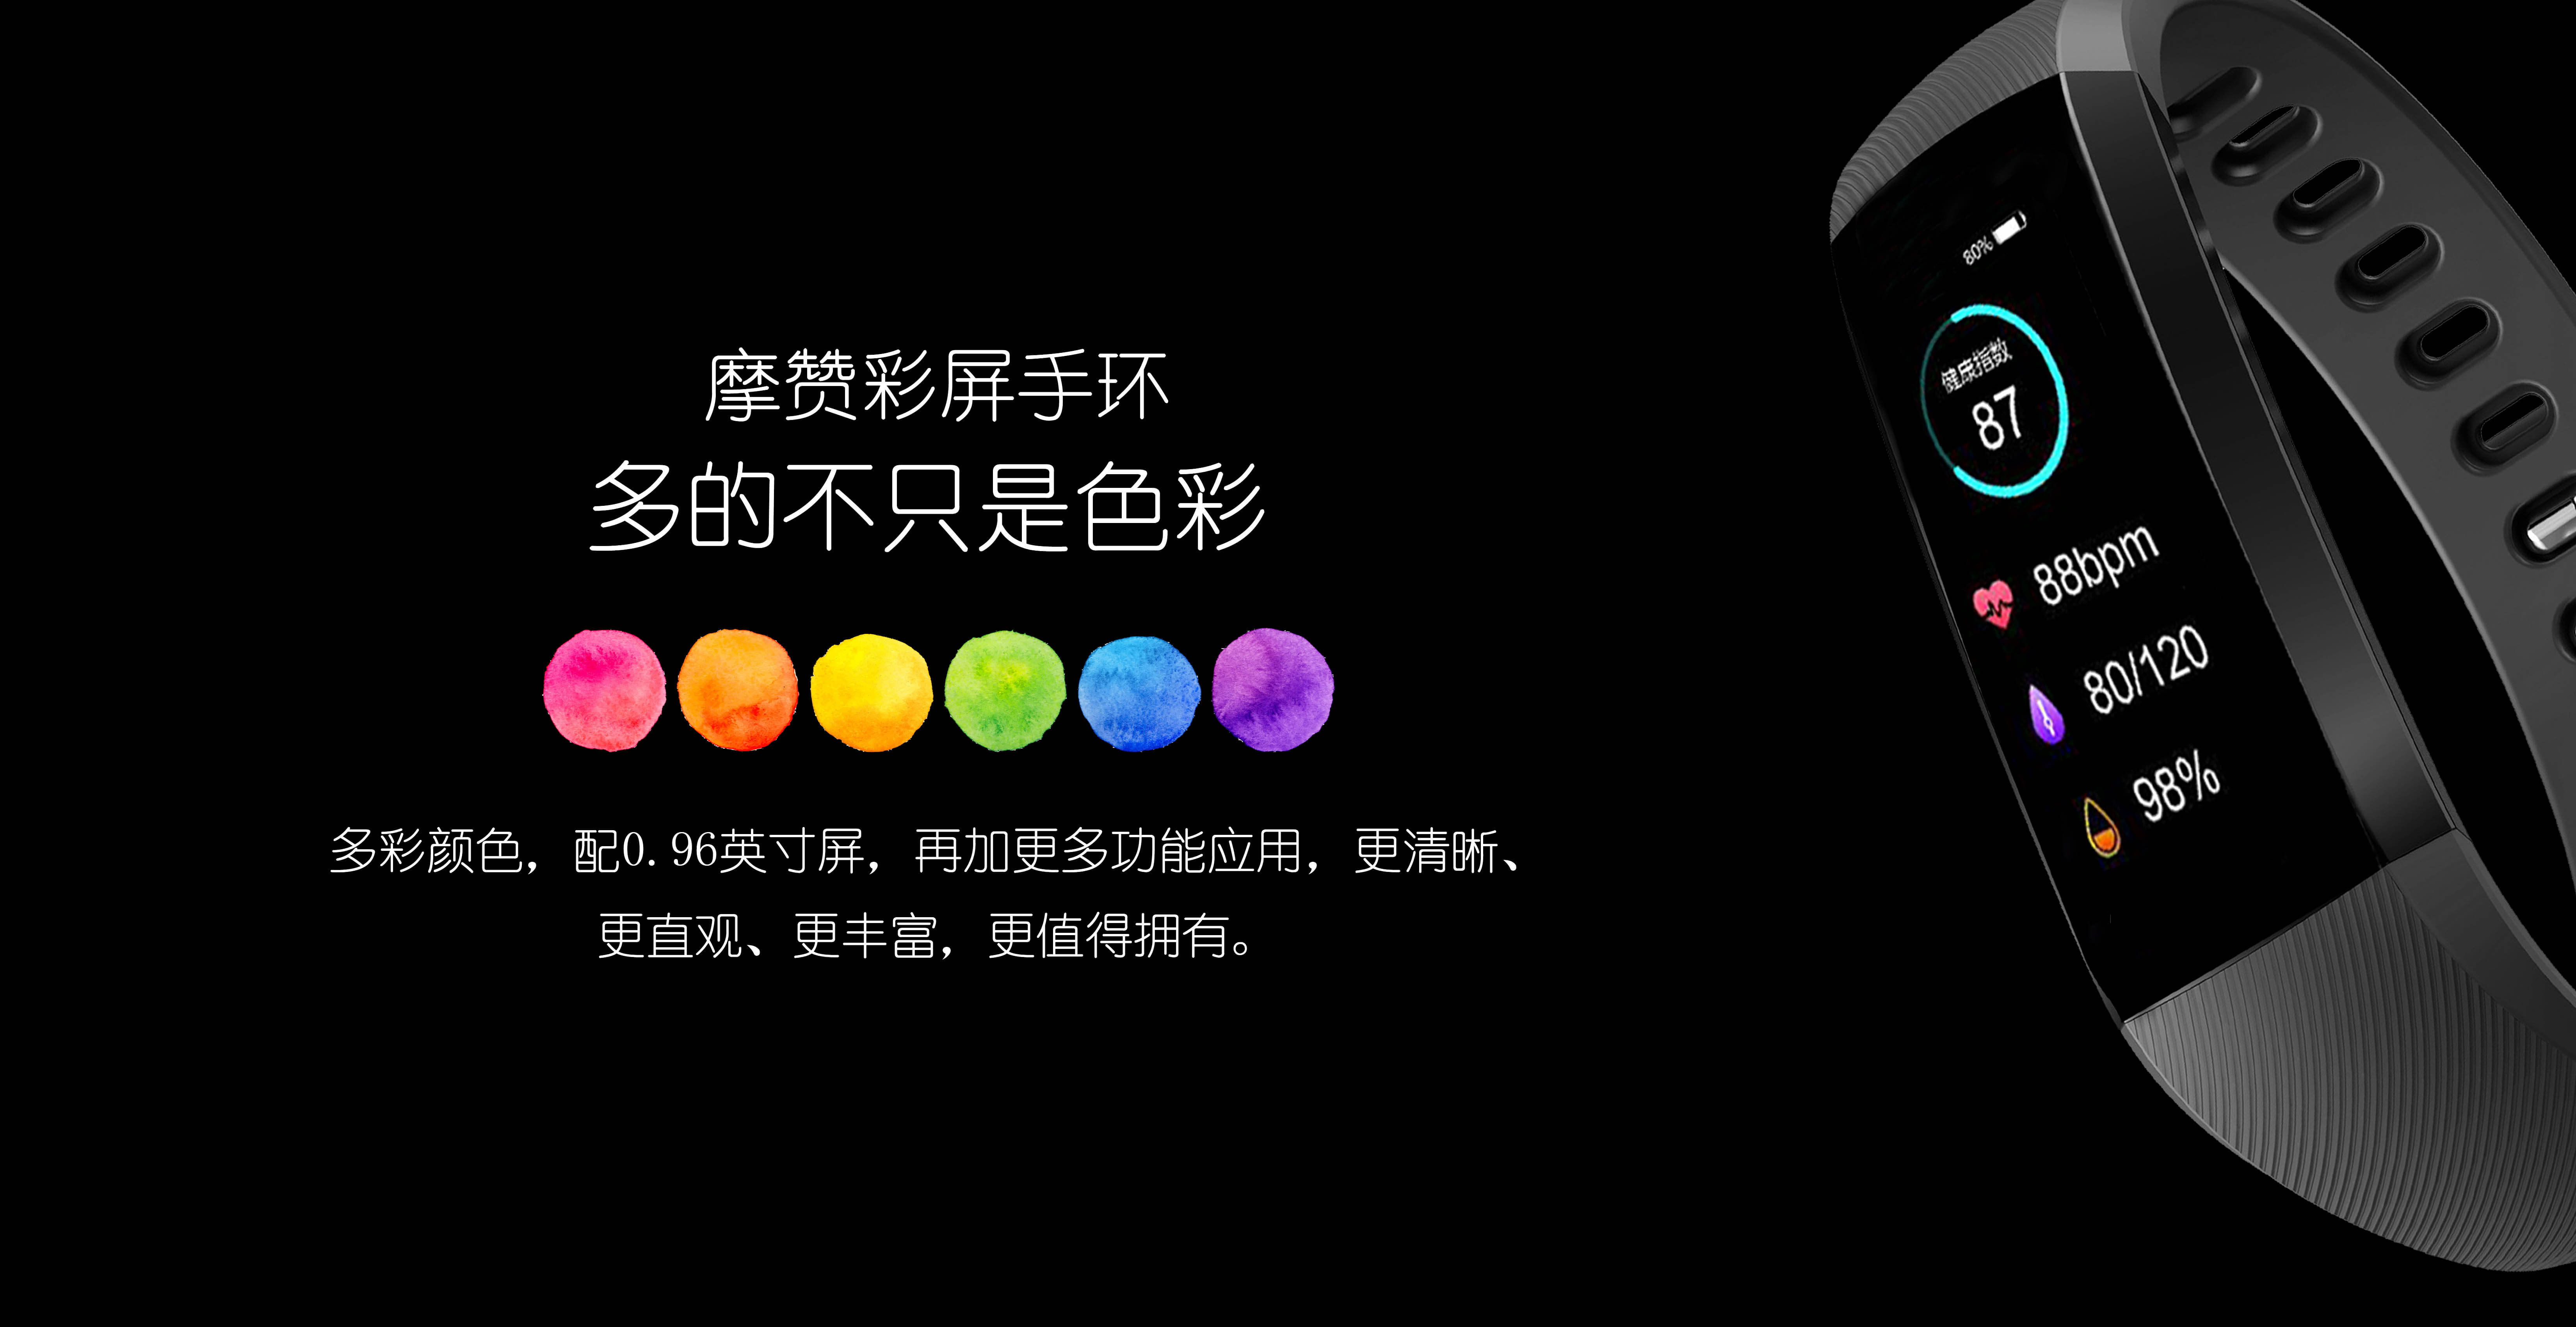 摩赞彩屏手环
多的不只是色彩
多彩颜色，配0.96英寸屏，再加更多功能应用，更清晰、
更直观、更丰富，更值得拥有。
80%
健康指数
87
88bpm
80/120
98%